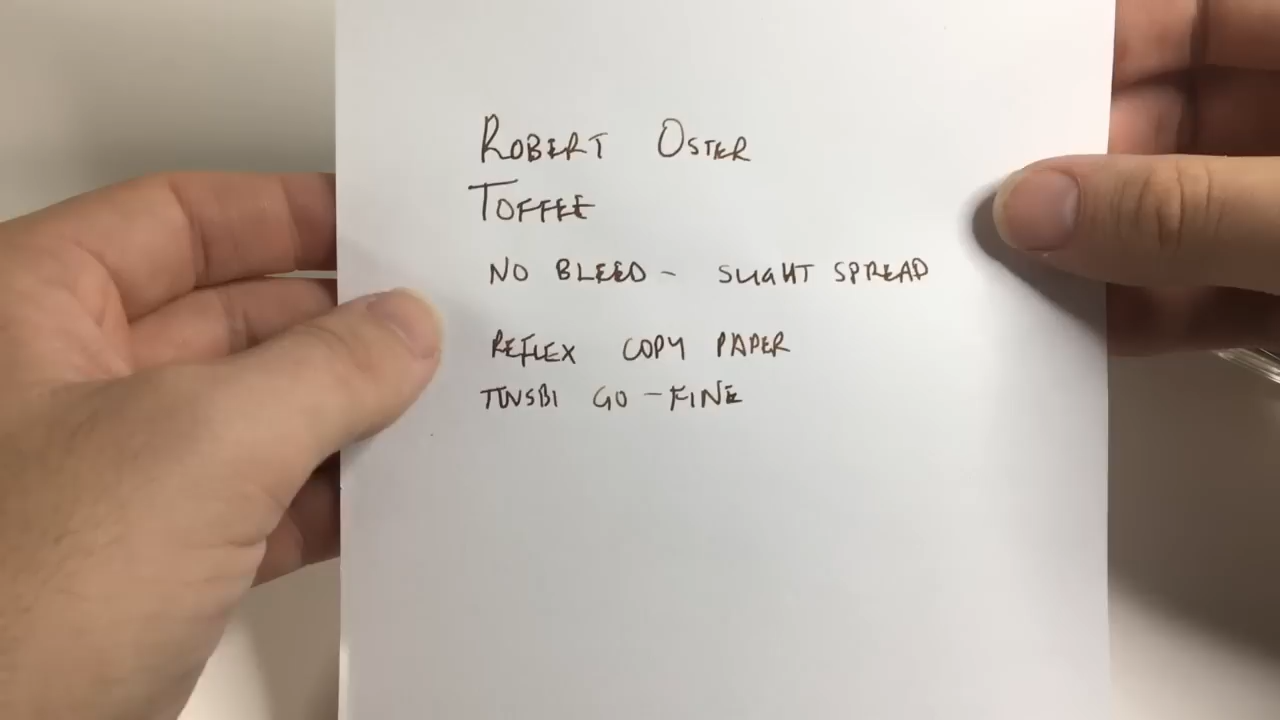 ROBERT OSTER
TOFFEE
NO BLEED - SLIGHT SPREAD
REFLEX COPY PAPER
TWSBI GO - FINE